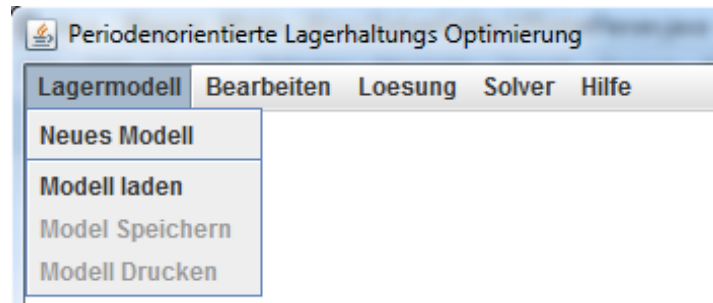 Periodenorientierte Lagerhaltungs Optimierung
Lagermodell Bearbeiten Loesung Solver Hilfe
Neues Modell
Modell laden
Model Speichern
Modell Drucken